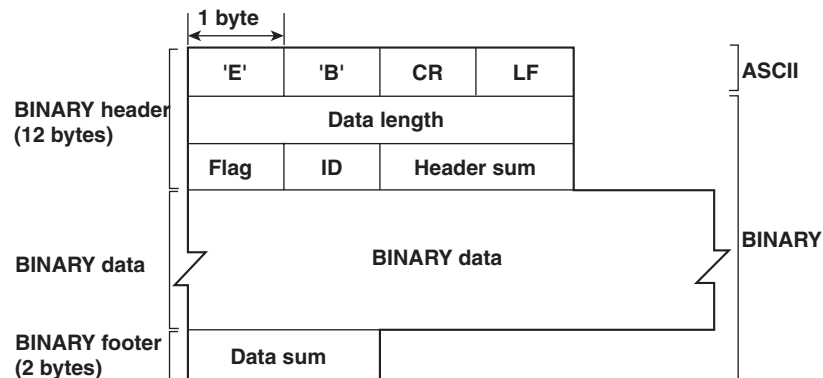 1 byte
'E' 'B' CR LF ASCII
BINARY header
(12 bytes)
Data length
Flag ID Header sum
BINARY
BINARY data BINARY data
BINARY footer
(2 bytes)
Data sum